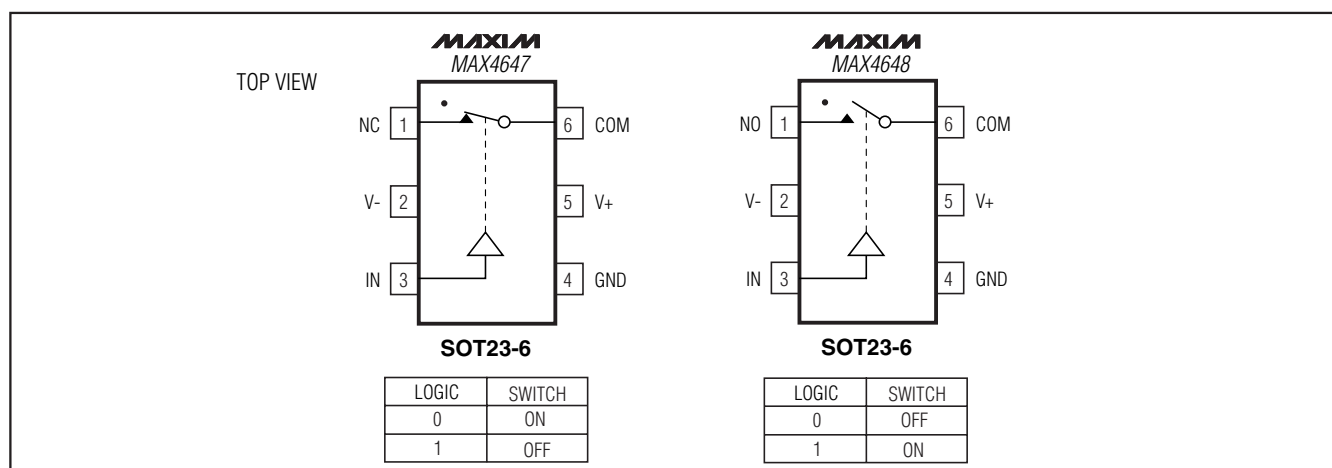 MAXIM MAXIM
MAX4647 MAX4648
TOP VIEW
NC 1 6 COM NO 1 6 COM
V- 2 5 V+ V- 2 5 V+
IN 3 4 GND IN 3 4 GND
SOT23-6 SOT23-6
LOGIC SWITCH LOGIC SWITCH
0 ON 0 OFF
1 OFF 1 ON